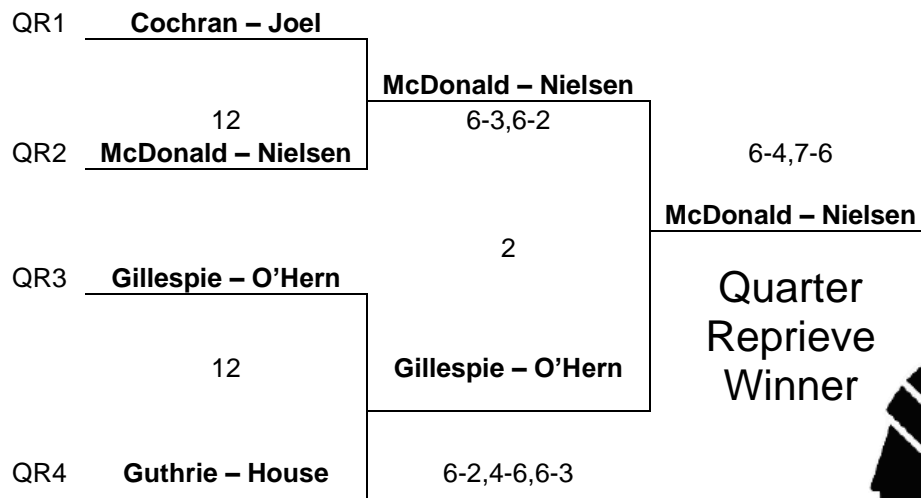 QR1 Cochran – Joel
McDonald – Nielsen
12 6-3,6-2
QR2 McDonald – Nielsen 6-4,7-6
McDonald – Nielsen
2
QR3 Gillespie – O’Hern
Quarter
Reprieve
12 Gillespie – O’Hern
Winner
QR4 Guthrie – House 6-2,4-6,6-3